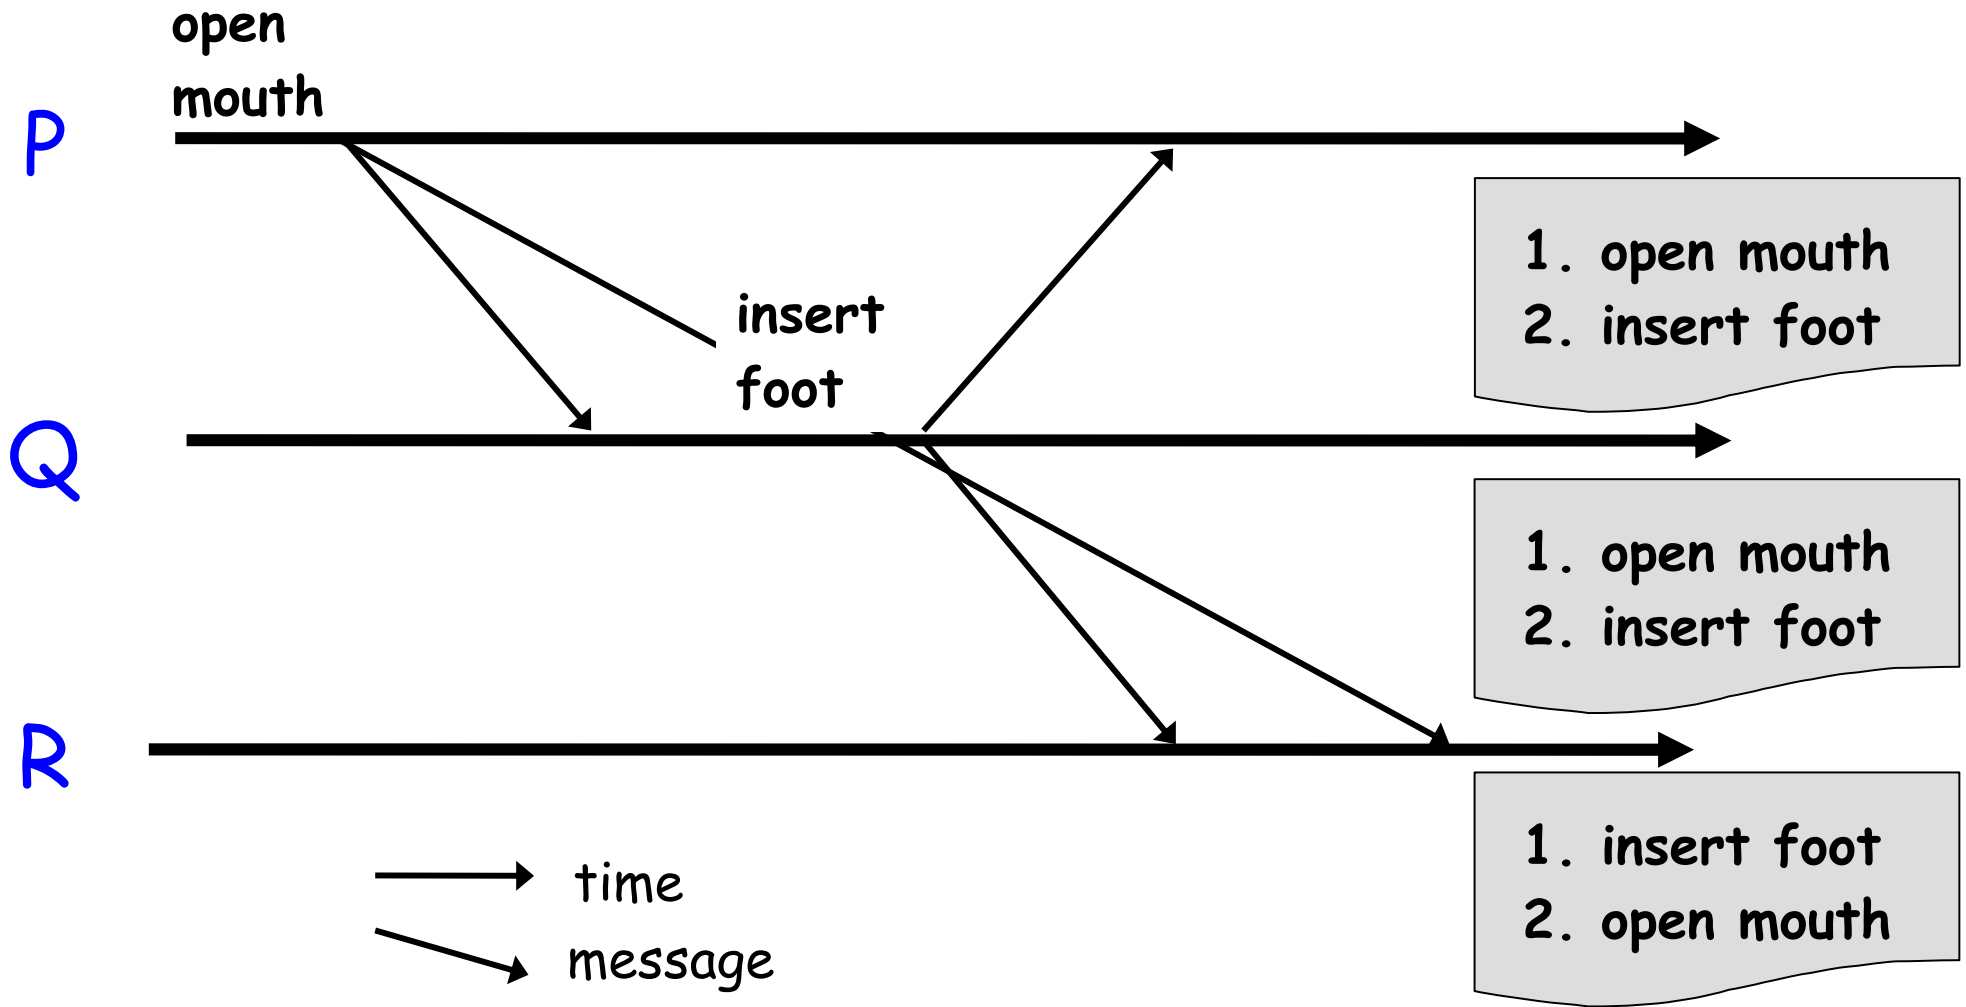 open
mouth
P
1. open mouth
2. insert foot
insert
foot
Q
1. open mouth
2. insert foot
R
1. insert foot
2. open mouth
time
message